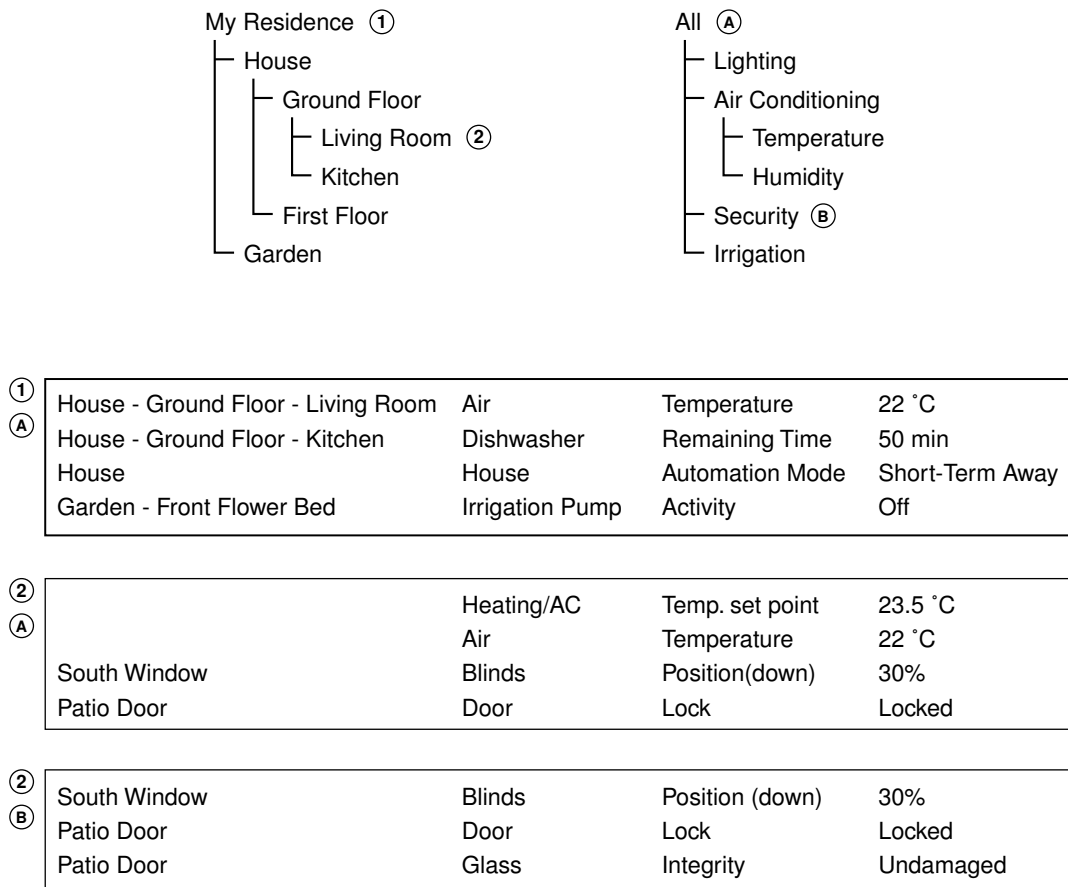 My Residence 1
House
Ground Floor
Living Room 2
Kitchen
First Floor
Garden
All A
Lighting
Air Conditioning
Temperature
Humidity
Security B
Irrigation
1
A
House - Ground Floor - Living Room Air Temperature 22 ˚C
House - Ground Floor - Kitchen Dishwasher Remaining Time 50 min
House House Automation Mode Short-Term Away
Garden - Front Flower Bed Irrigation Pump Activity Off
2
A
Heating/AC Temp. set point 23.5 ˚C
Air Temperature 22 ˚C
South Window Blinds Position(down) 30%
Patio Door Door Lock Locked
2
B
South Window Blinds Position (down) 30%
Patio Door Door Lock Locked
Patio Door Glass Integrity Undamaged